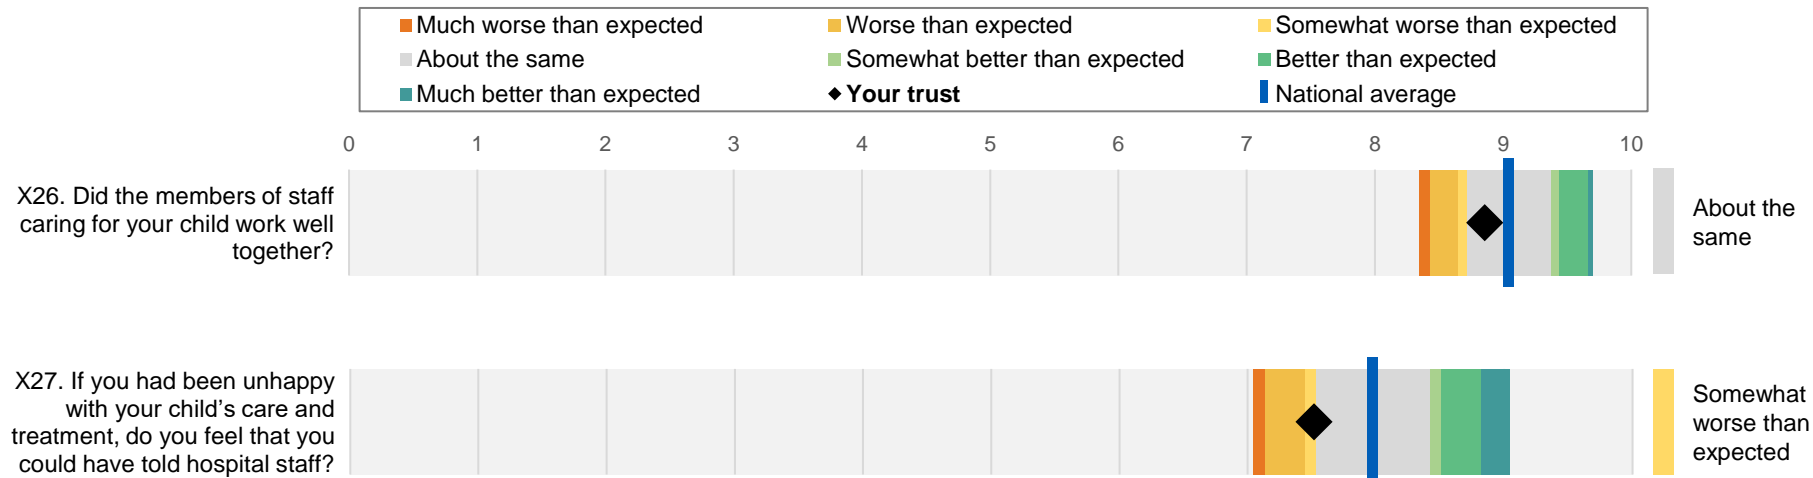 Much worse than expected
Worse than expected
Somewhat worse than expected
About the same
Somewhat better than expected
Better than expected
Much better than expected
Your trust
National average
0 1 2 3 4 5 6 7 8 9 10
X26. Did the members of staff
caring for your child work well
together?
About the
same
X27. If you had been unhappy
with your child’s care and
treatment, do you feel that you
could have told hospital staff?
Somewhat
worse than
expected